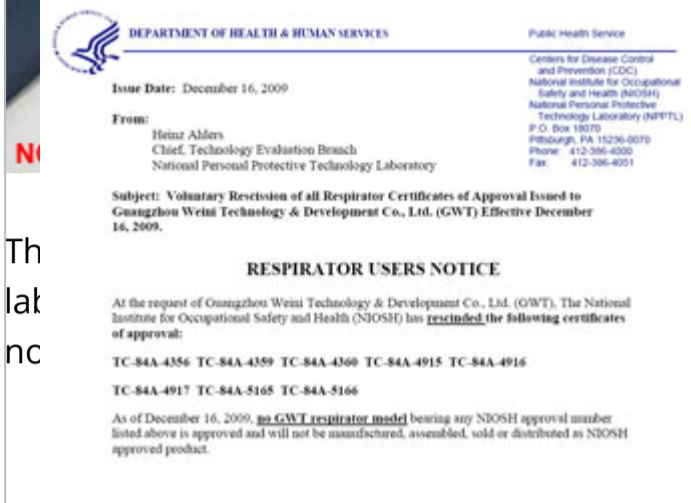 DEPARTMENT OF HEALTH & HUMAN SERVICES
Public Health Service
Centers for Disease Control
and Prevention (CDC)
National Institute for Occupational
Safety and Health (NIOSH)
National Personal Protective
Technology Laboratory (NPPTL)
P.O. Box 18070
Pittsburgh, PA 15236-0070
Phone: 412-386-4000
Fax: 412-386-4051
Issue Date: December 16, 2009
From:
Heinz Ahlers
Chief, Technology Evaluation Branch
National Personal Protective Technology Laboratory
Subject: Voluntary Rescission of all Respirator Certificates of Approval Issued to
Guangzhou Weini Technology & Development Co., Ltd. (GWT) Effective December
16, 2009.
RESPIRATOR USERS NOTICE
At the request of Guangzhou Weini Technology & Development Co., Ltd. (GWT), The National
Institute for Occupational Safety and Health (NIOSH) has rescinded the following certificates
of approval:
TC-84A-4356 TC-84A-4359 TC-84A-4360 TC-84A-4915 TC-84A-4916
TC-84A-4917 TC-84A-5165 TC-84A-5166
As of December 16, 2009, no GWT respirator model bearing any NIOSH approval number
listed above is approved and will not be manufactured, assembled, sold or distributed as NIOSH
approved product.
Th
lab
no